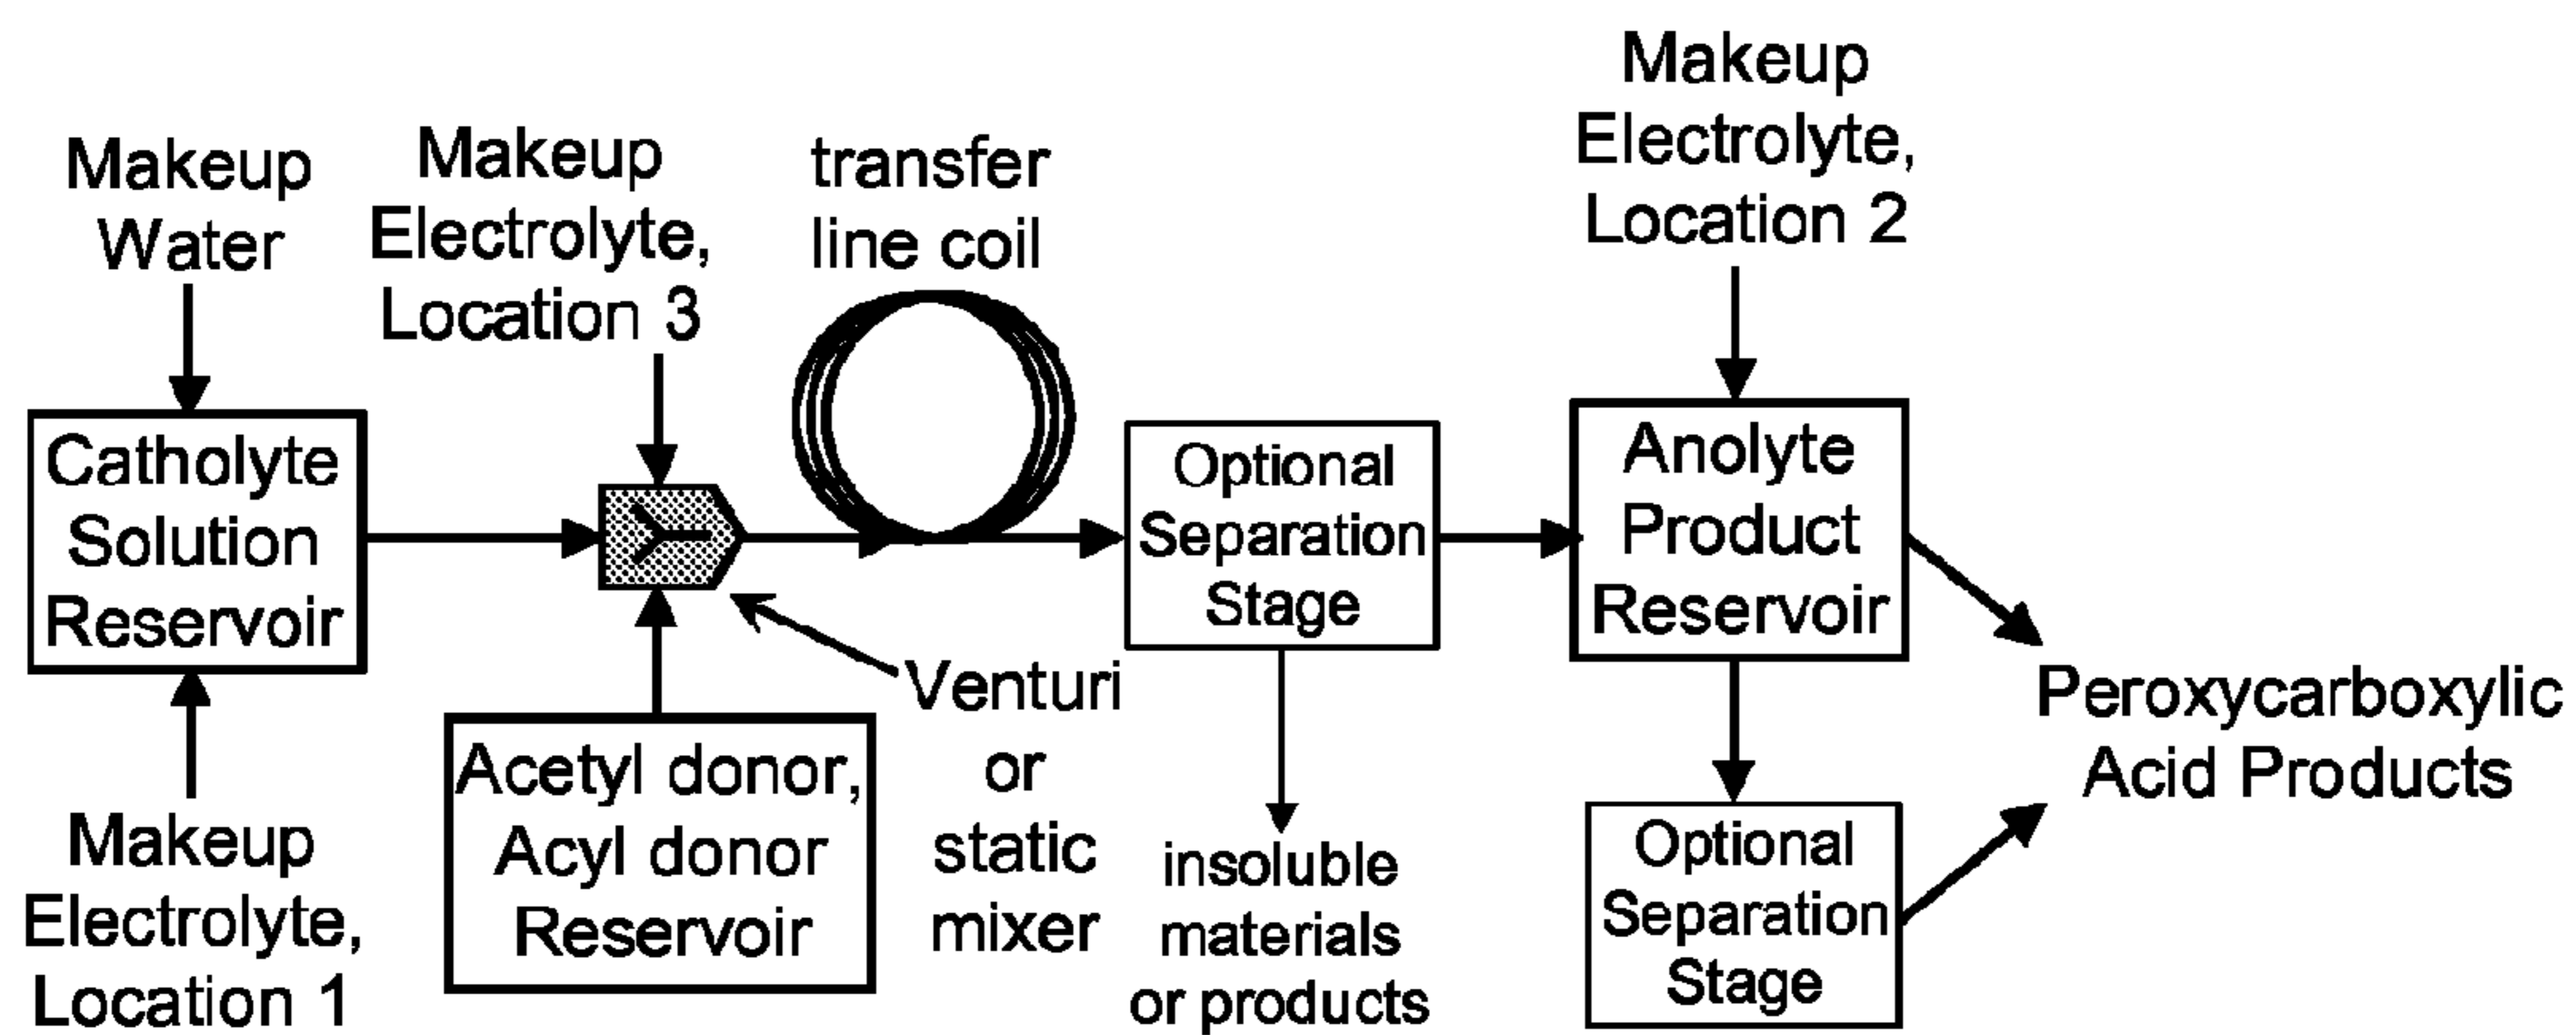 Makeup
Water
Makeup
Electrolyte,
Location 3
transfer
line coil
Makeup
Electrolyte,
Location 2
Catholyte
Solution
Reservoir
Optional
Separation
Stage
Anolyte
Product
Reservoir
Makeup
Electrolyte,
Location 1
Acetyl donor,
Acyl donor
Reservoir
Venturi
or
static
mixer
insoluble
materials
or products
Optional
Separation
Stage
Peroxycarboxylic
Acid Products